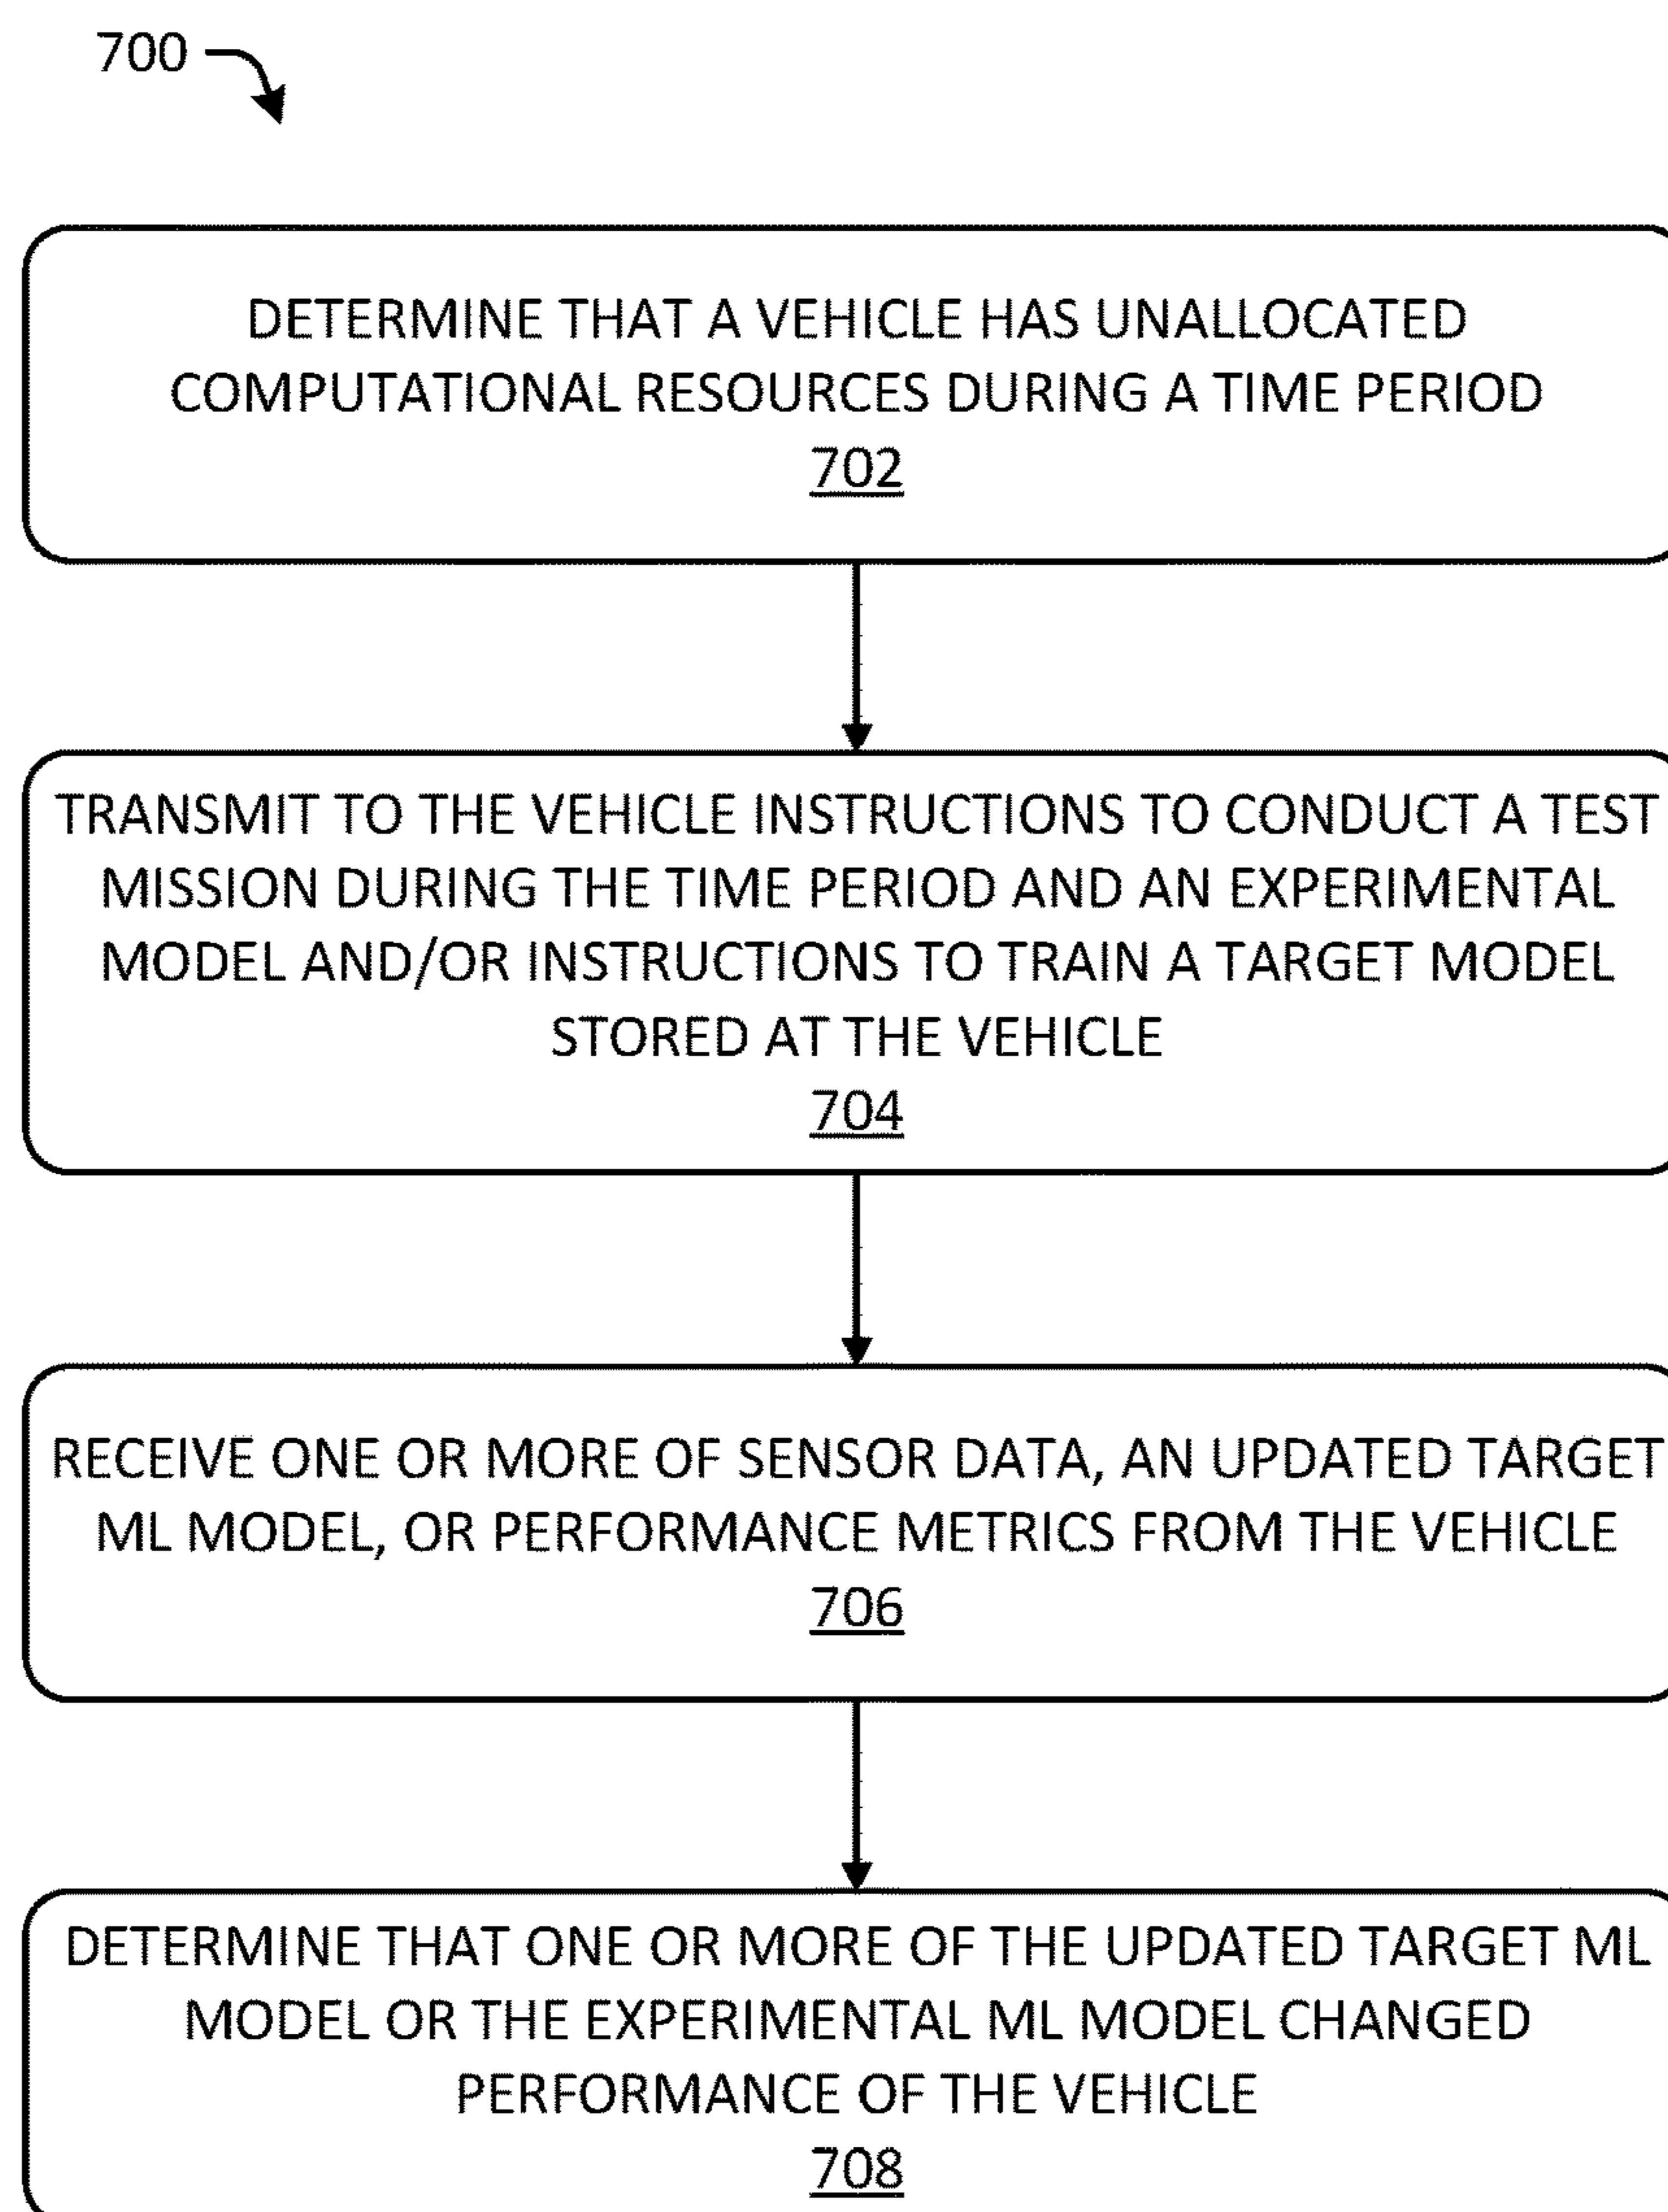 700
DETERMINE THAT A VEHICLE HAS UNALLOCATED
COMPUTATIONAL RESOURCES DURING A TIME PERIOD
702
TRANSMIT TO THE VEHICLE INSTRUCTIONS TO CONDUCT A TEST
MISSION DURING THE TIME PERIOD AND AN EXPERIMENTAL
MODEL AND/OR INSTRUCTIONS TO TRAIN A TARGET MODEL
STORED AT THE VEHICLE
704
RECEIVE ONE OR MORE OF SENSOR DATA, AN UPDATED TARGET
ML MODEL, OR PERFORMANCE METRICS FROM THE VEHICLE
706
DETERMINE THAT ONE OR MORE OF THE UPDATED TARGET ML
MODEL OR THE EXPERIMENTAL ML MODEL CHANGED
PERFORMANCE OF THE VEHICLE
708